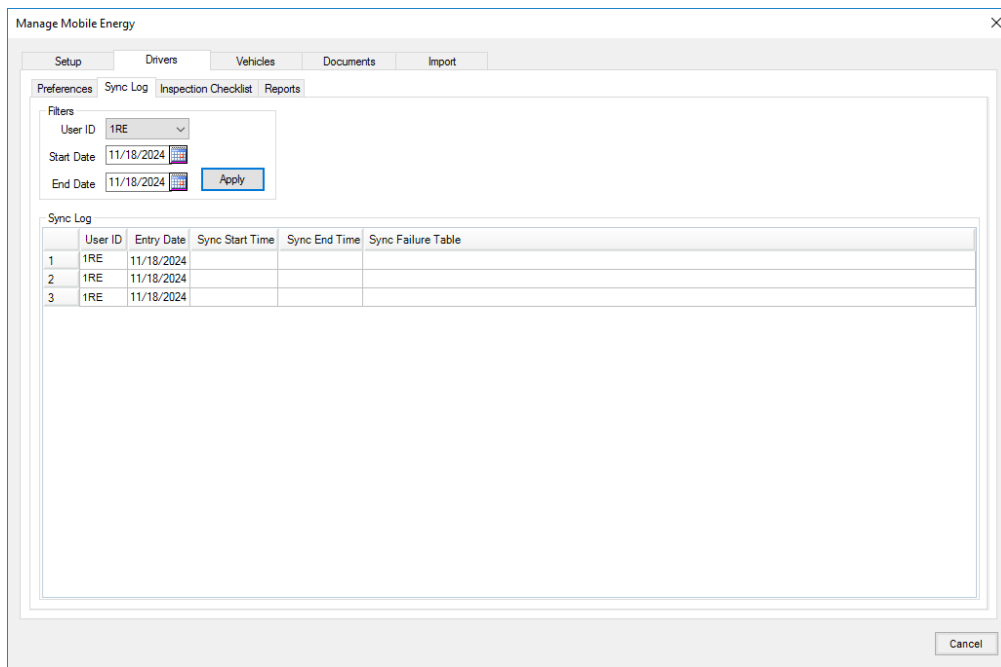 Manage Mobile Energy
Setup Drivers Vehicles Documents Import
Preferences Sync Log Inspection Checklist Reports
Filters
User ID 1RE
Start Date 11/18/2024
End Date 11/18/2024 Apply
Sync Log
User ID Entry Date Sync Start Time Sync End Time Sync Failure Table
1 1RE 11/18/2024
2 1RE 11/18/2024
3 1RE 11/18/2024
Cancel